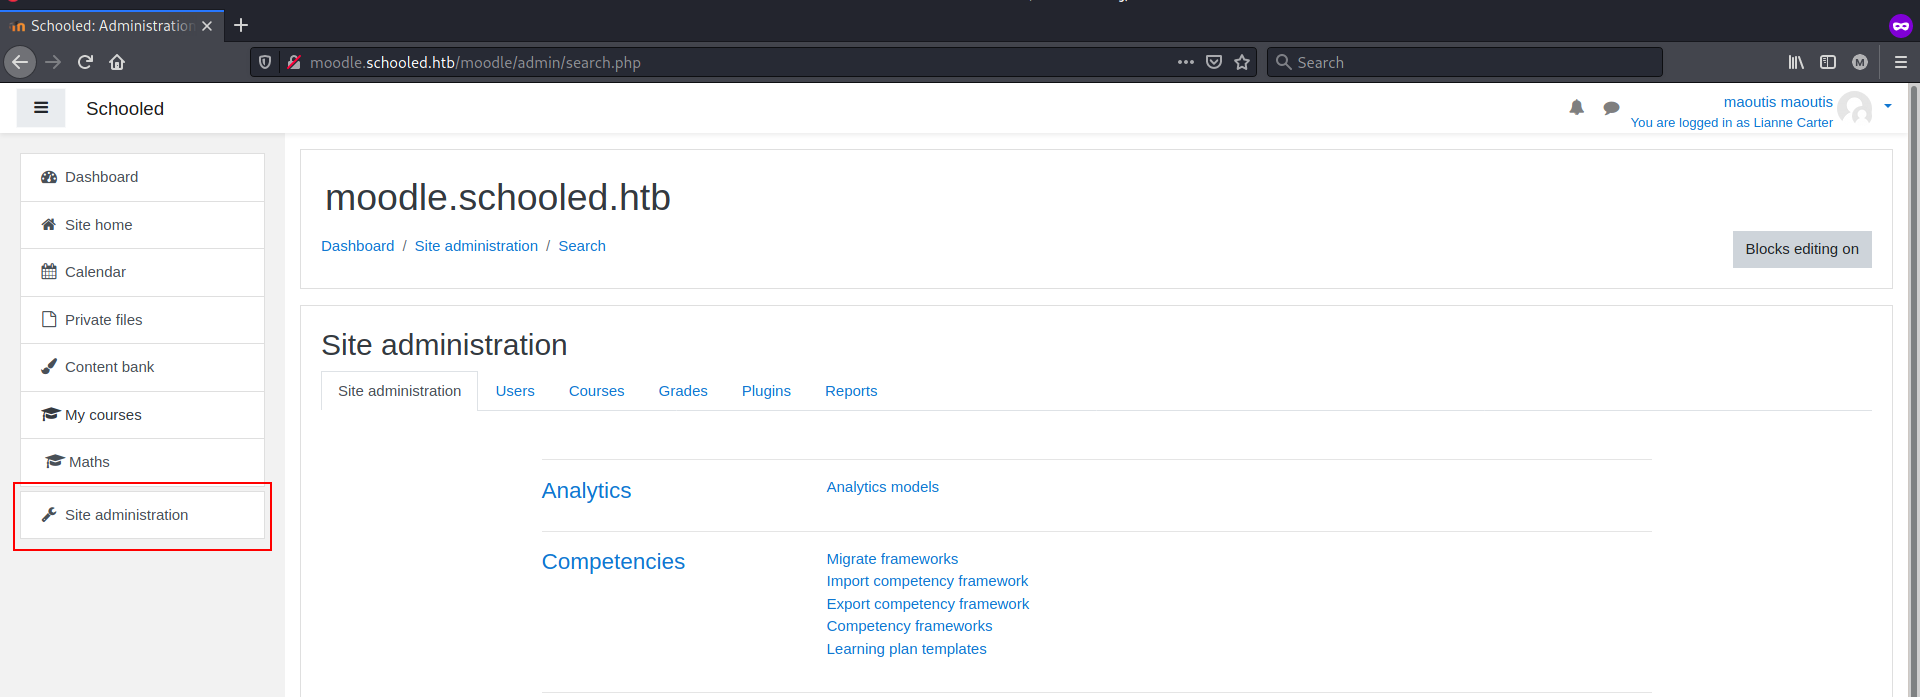 Schooled: Administration
moodle.schooled.htb/moodle/admin/search.php
Search
M
Schooled
maoutis maoutis
You are logged in as Lianne Carter
Dashboard
Site home
Calendar
Private files
Content bank
My courses
Maths
Site administration
moodle.schooled.htb
Dashboard / Site administration / Search
Blocks editing on
Site administration
Site administration Users Courses Grades Plugins Reports
Analytics
Analytics models
Competencies
Migrate frameworks
Import competency framework
Export competency framework
Competency frameworks
Learning plan templates